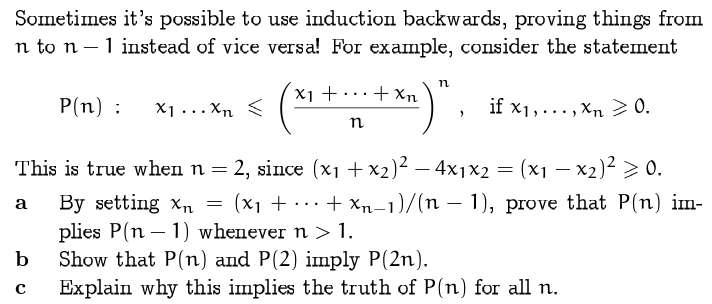 Sometimes it's possible to use induction backwards, proving things from
n to n − 1 instead of vice versa! For example, consider the statement
P(n) : x₁ . . . xₙ ⩽ ((x₁ + · · · + xₙ)/n)ⁿ , if x₁, . . . , xₙ ⩾ 0.
This is true when n = 2, since (x₁ + x₂)² − 4x₁x₂ = (x₁ − x₂)² ⩾ 0.
a By setting xₙ = (x₁ + · · · + xₙ₋₁)/(n − 1), prove that P(n) im-
plies P(n − 1) whenever n > 1.
b Show that P(n) and P(2) imply P(2n).
c Explain why this implies the truth of P(n) for all n.